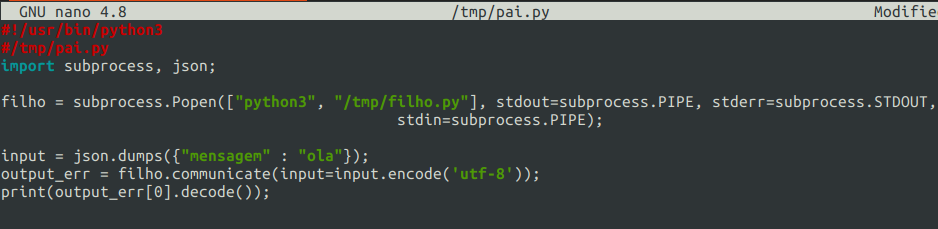 GNU nano 4.8 /tmp/pai.py Modifie
#!/usr/bin/python3
#/tmp/pai.py
import subprocess, json;
filho = subprocess.Popen(["python3", "/tmp/filho.py"], stdout=subprocess.PIPE, stderr=subprocess.STDOUT,
stdin=subprocess.PIPE);
input = json.dumps({"mensagem" : "ola"});
output_err = filho.communicate(input=input.encode('utf-8'));
print(output_err[0].decode());